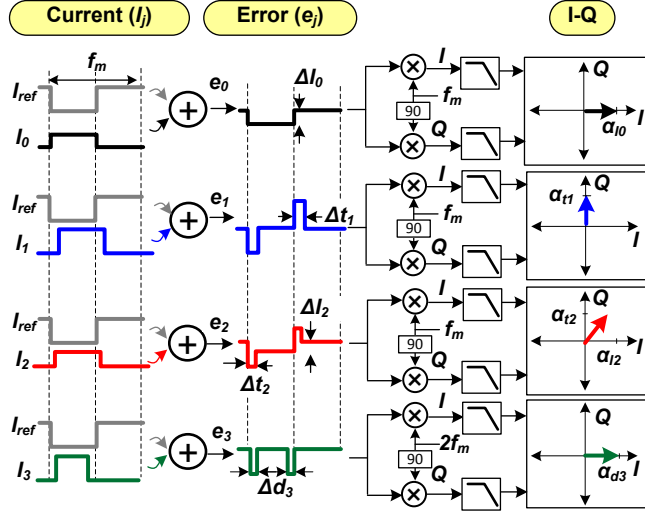 Current (Ij) Error (ej) I-Q
fm
Iref
I0
e0
ΔI0
I
fm
90
Q
Q
I
αI0
Iref
I1
e1
Δt1
I
fm
90
Q
αt1
Q
I
Iref
I2
e2
Δt2
ΔI2
I
fm
90
Q
αt2
Q
αI2
I
Iref
I3
e3
Δd3
I
2fm
90
Q
Q
I
αd3